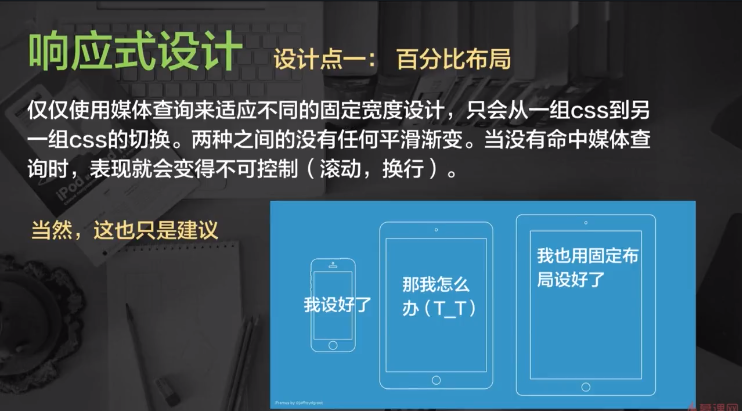 响应式设计 设计点一： 百分比布局
仅仅使用媒体查询来适应不同的固定宽度设计，只会从一组css到另
一组css的切换。两种之间的没有任何平滑渐变。当没有命中媒体查
询时，表现就会变得不可控制（滚动，换行）。
当然，这也只是建议
我设好了
那我怎么
办（T_T）
我也用固定布
局设好了
iPod